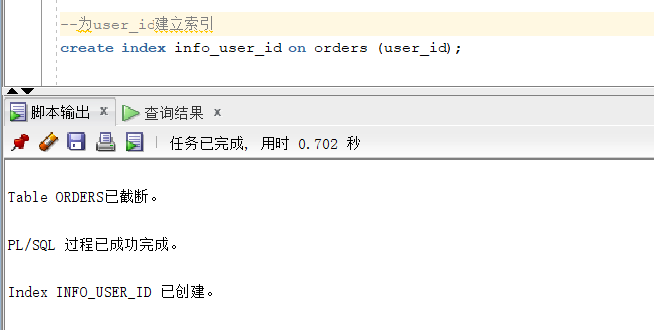 --为user_id建立索引
create index info_user_id on orders (user_id);
脚本输出 x 查询结果 x
任务已完成, 用时 0.702 秒
Table ORDERS已截断。
PL/SQL 过程已成功完成。
Index INFO_USER_ID 已创建。